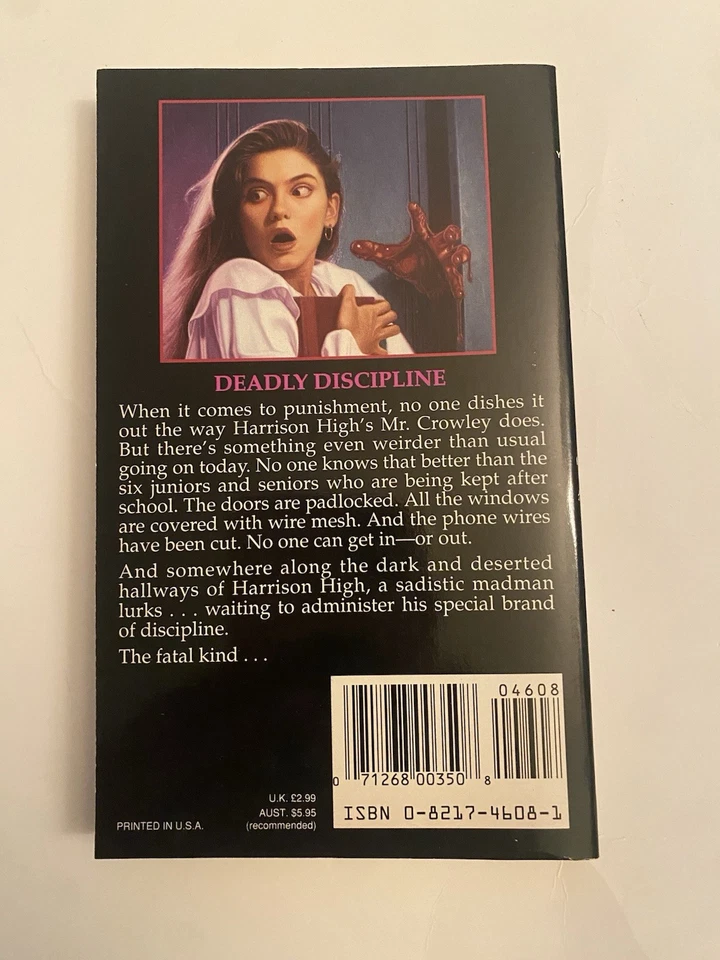 DEADLY DISCIPLINE
When it comes to punishment, no one dishes it
out the way Harrison High's Mr. Crowley does.
But there's something even weirder than usual
going on today. No one knows that better than the
six juniors and seniors who are being kept after
school. The doors are padlocked. All the windows
are covered with wire mesh. And the phone wires
have been cut. No one can get in—or out.
And somewhere along the dark and deserted
hallways of Harrison High, a sadistic madman
lurks . . . waiting to administer his special brand
of discipline.
The fatal kind . . .
04608
0 71268 00350 8
ISBN 0-8217-4608-1
U.K. £2.99
AUST. $5.95
(recommended)
PRINTED IN U.S.A.